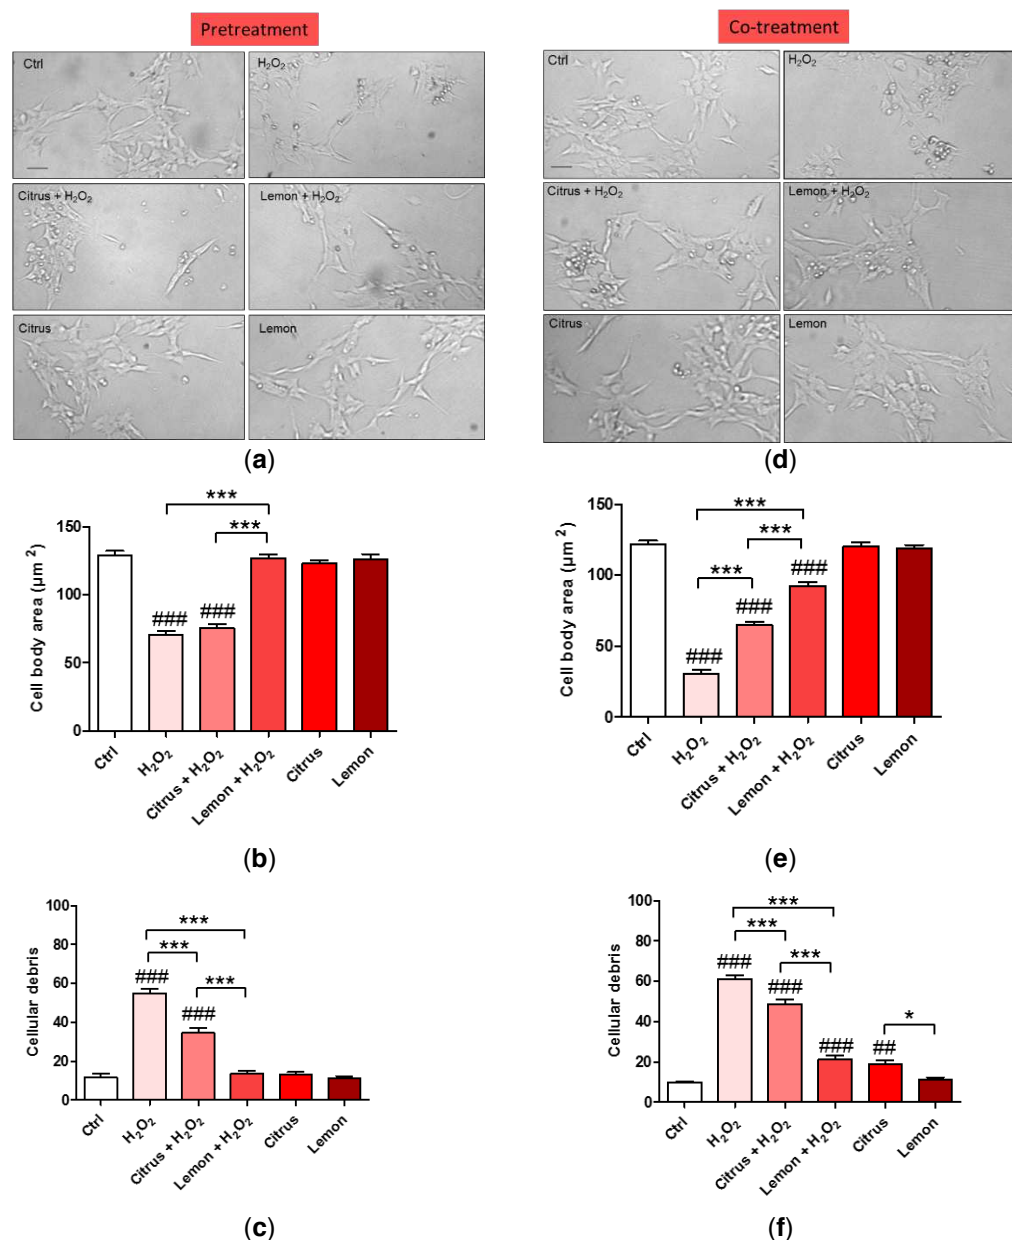 Pretreatment
Co-treatment
Ctrl
H₂O₂
Citrus + H₂O₂
Lemon + H₂O₂
Citrus
Lemon
(a)
Ctrl
H₂O₂
Citrus + H₂O₂
Lemon + H₂O₂
Citrus
Lemon
(d)
Cell body area (µm²)
150
100
50
0
***
***
###
###
Ctrl
H₂O₂
Citrus + H₂O₂
Lemon + H₂O₂
Citrus
Lemon
(b)
Cell body area (µm²)
150
100
50
0
***
***
***
###
###
###
Ctrl
H₂O₂
Citrus + H₂O₂
Lemon + H₂O₂
Citrus
Lemon
(e)
Cellular debris
100
80
60
40
20
0
***
***
***
###
###
Ctrl
H₂O₂
Citrus + H₂O₂
Lemon + H₂O₂
Citrus
Lemon
(c)
Cellular debris
100
80
60
40
20
0
***
***
***
*
###
###
###
##
Ctrl
H₂O₂
Citrus + H₂O₂
Lemon + H₂O₂
Citrus
Lemon
(f)